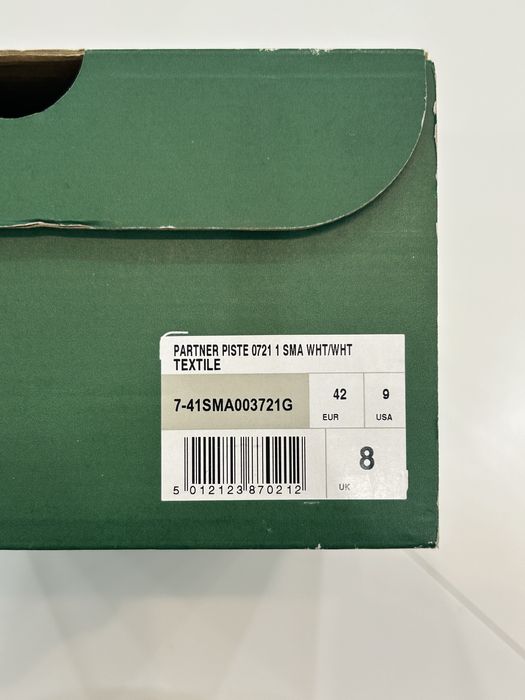 PARTNER PISTE 0721 1 SMA WHT/WHT
TEXTILE
7-41SMA003721G
42
EUR
9
USA
5 012123 870212
8
UK